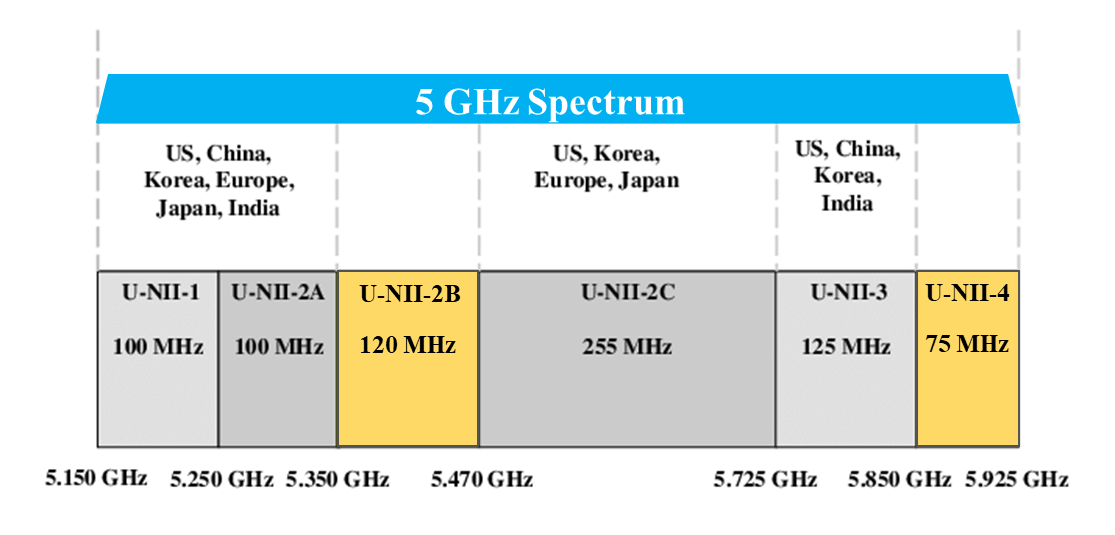 5 GHz Spectrum
US, China,
Korea, Europe,
Japan, India
US, Korea,
Europe, Japan
US, China,
Korea,
India
U-NII-1
100 MHz
U-NII-2A
100 MHz
U-NII-2B
120 MHz
U-NII-2C
255 MHz
U-NII-3
125 MHz
U-NII-4
75 MHz
5.150 GHz
5.250 GHz
5.350 GHz
5.470 GHz
5.725 GHz
5.850 GHz
5.925 GHz